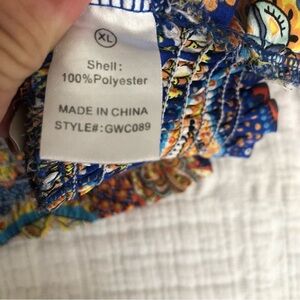 XL
Shell:
100%Polyester
MADE IN CHINA
STYLE#:GWC089